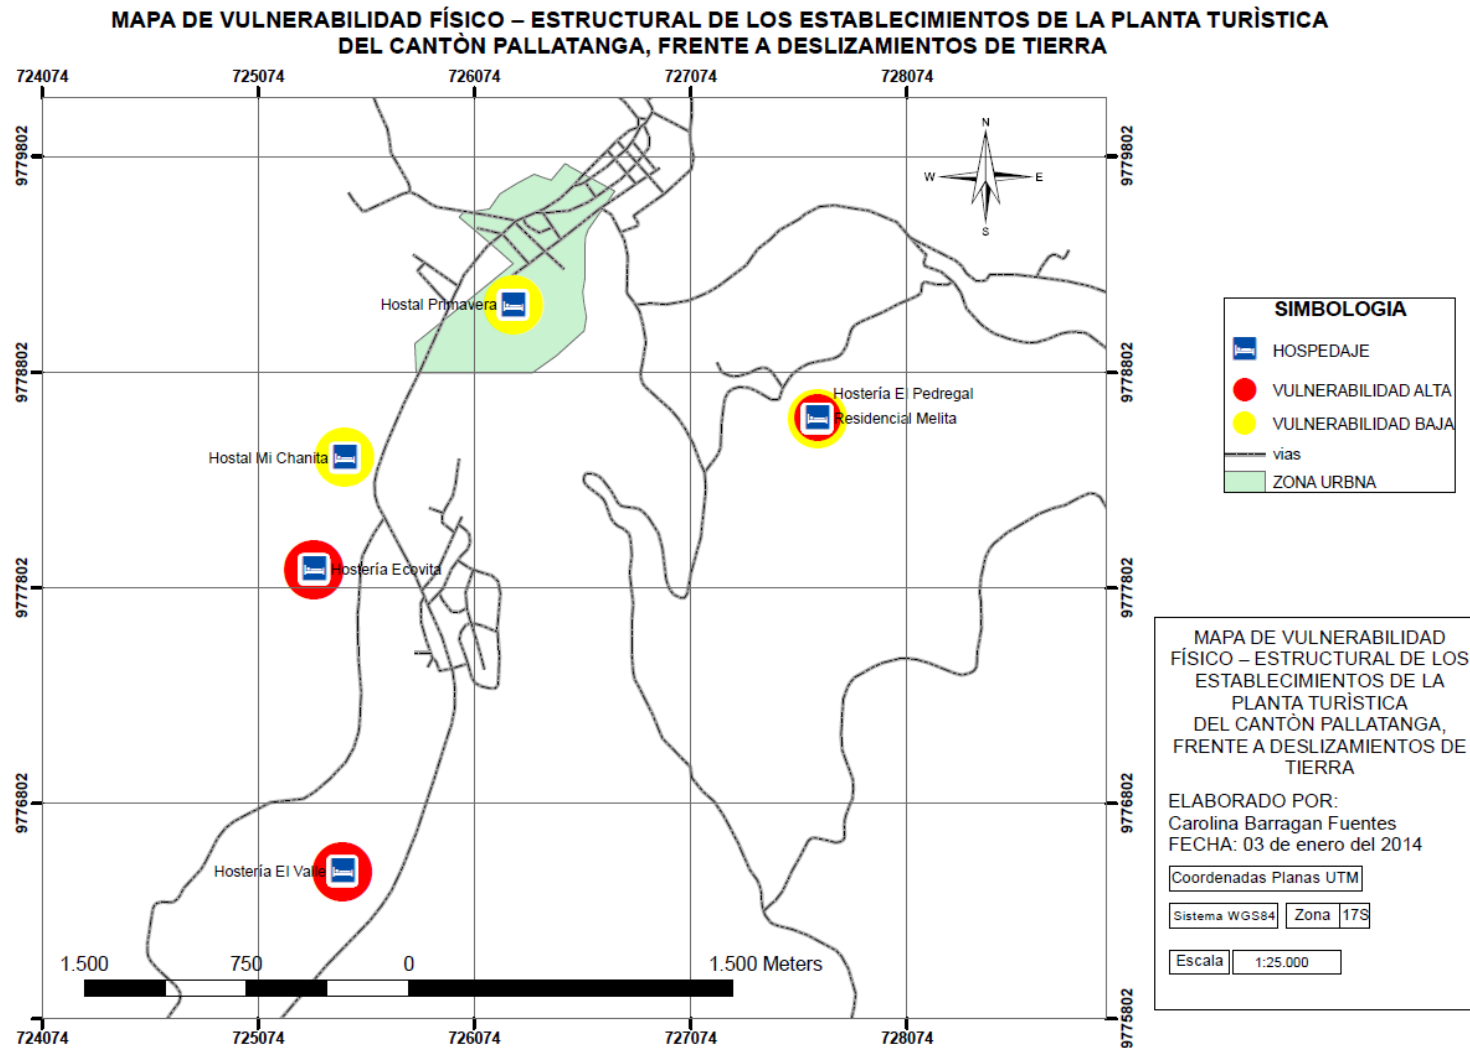 MAPA DE VULNERABILIDAD FÍSICO – ESTRUCTURAL DE LOS ESTABLECIMIENTOS DE LA PLANTA TURÌSTICA
DEL CANTÒN PALLATANGA, FRENTE A DESLIZAMIENTOS DE TIERRA
724074 725074 726074 727074 728074
9779802 9779802
N
W E
S
Hostal Primavera
9778802 9778802
Hostería El Pedregal
Residencial Melita
Hostal Mi Chanita
Hostería Ecovita
9777802 9777802
9776802 9776802
Hostería El Valle
1.500 750 0 1.500 Meters
9775802
724074 725074 726074 727074 728074
SIMBOLOGIA
HOSPEDAJE
VULNERABILIDAD ALTA
VULNERABILIDAD BAJA
vias
ZONA URBNA
MAPA DE VULNERABILIDAD
FÍSICO – ESTRUCTURAL DE LOS
ESTABLECIMIENTOS DE LA
PLANTA TURÌSTICA
DEL CANTÒN PALLATANGA,
FRENTE A DESLIZAMIENTOS DE
TIERRA
ELABORADO POR:
Carolina Barragan Fuentes
FECHA: 03 de enero del 2014
Coordenadas Planas UTM
Sistema WGS84 Zona 17S
Escala 1:25.000